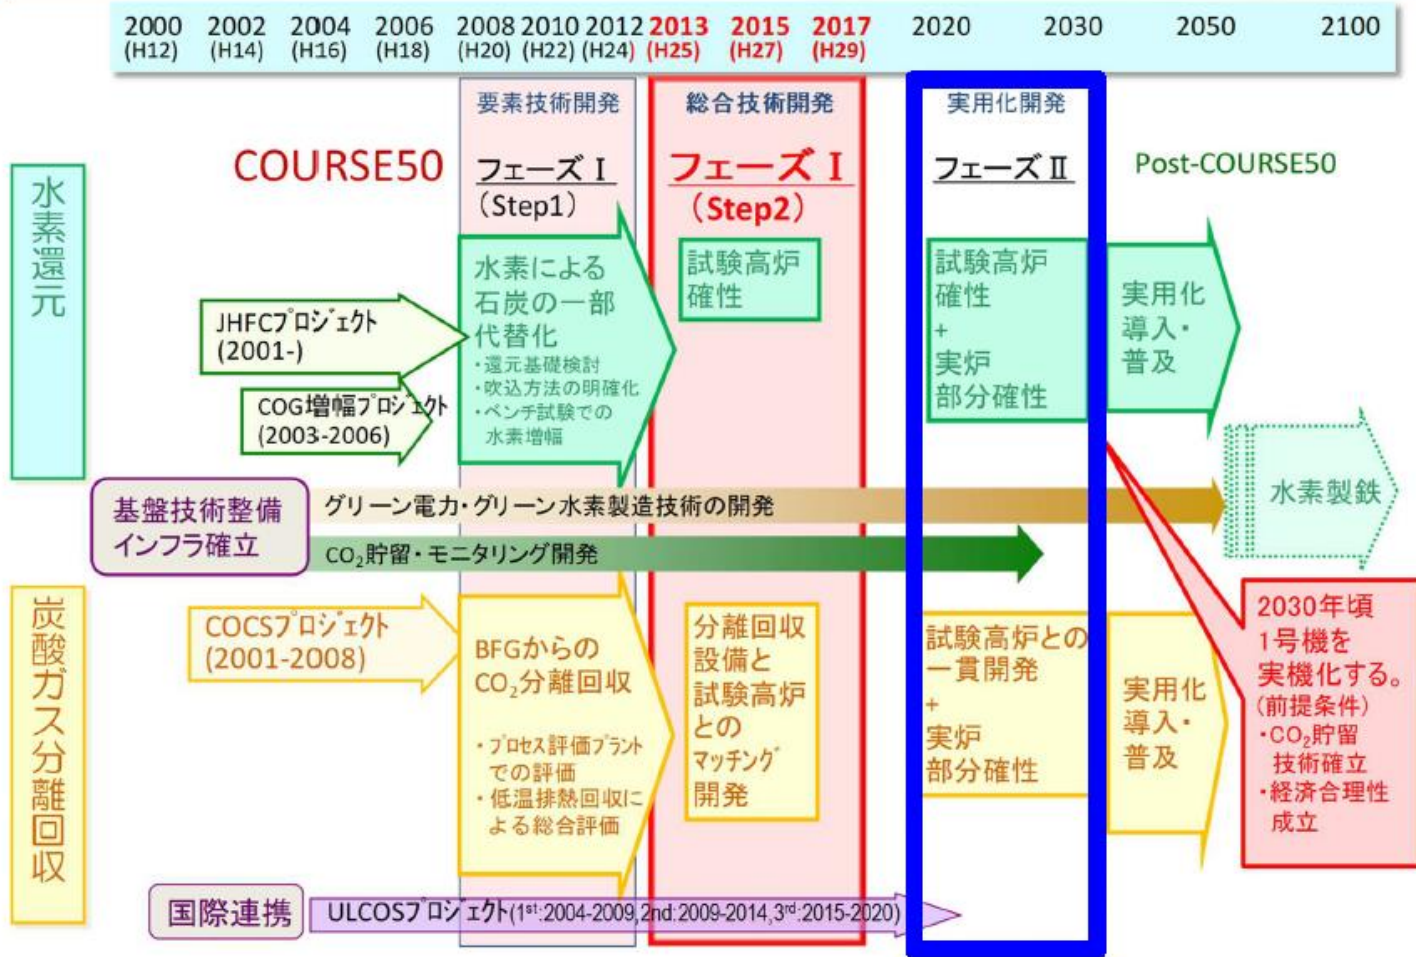 2000 2002 2004 2006 2008 2010 2012 2013 2015 2017 2020 2030 2050 2100
(H12) (H14) (H16) (H18) (H20) (H22) (H24) (H25) (H27) (H29)
要素技術開発
総合技術開発
実用化開発
COURSE50
フェーズⅠ
(Step1)
フェーズⅠ
(Step2)
フェーズⅡ
Post-COURSE50
水素還元
JHFCプロジェクト
(2001-)
COG増幅プロジェクト
(2003-2006)
水素による
石炭の一部
代替化
・還元基礎検討
・吹込方法の明確化
・ベンチ試験での
水素増幅
試験高炉
確性
試験高炉
確性
+
実炉
部分確性
実用化
導入・
普及
水素製鉄
基盤技術整備
インフラ確立
グリーン電力・グリーン水素製造技術の開発
CO₂貯留・モニタリング開発
炭酸ガス分離回収
COCSプロジェクト
(2001-2008)
BFGからの
CO₂分離回収
・プロセス評価プラント
での評価
・低温排熱回収に
よる総合評価
分離回収
設備と
試験高炉
との
マッチング
開発
試験高炉との
一貫開発
+
実炉
部分確性
実用化
導入・
普及
2030年頃
1号機を
実機化する。
(前提条件)
・CO₂貯留
技術確立
・経済合理性
成立
国際連携
ULCOSプロジェクト(1st:2004-2009,2nd:2009-2014,3rd:2015-2020)